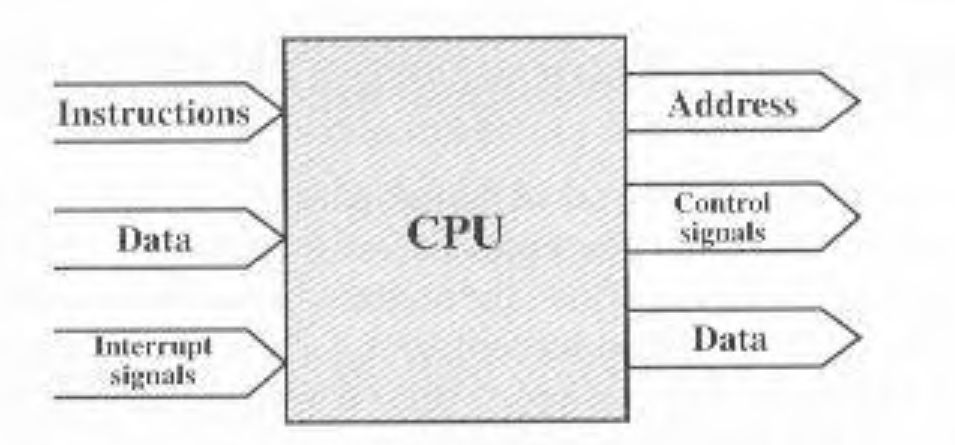 Instructions
Data
Interrupt
signals
CPU
Address
Control
signals
Data